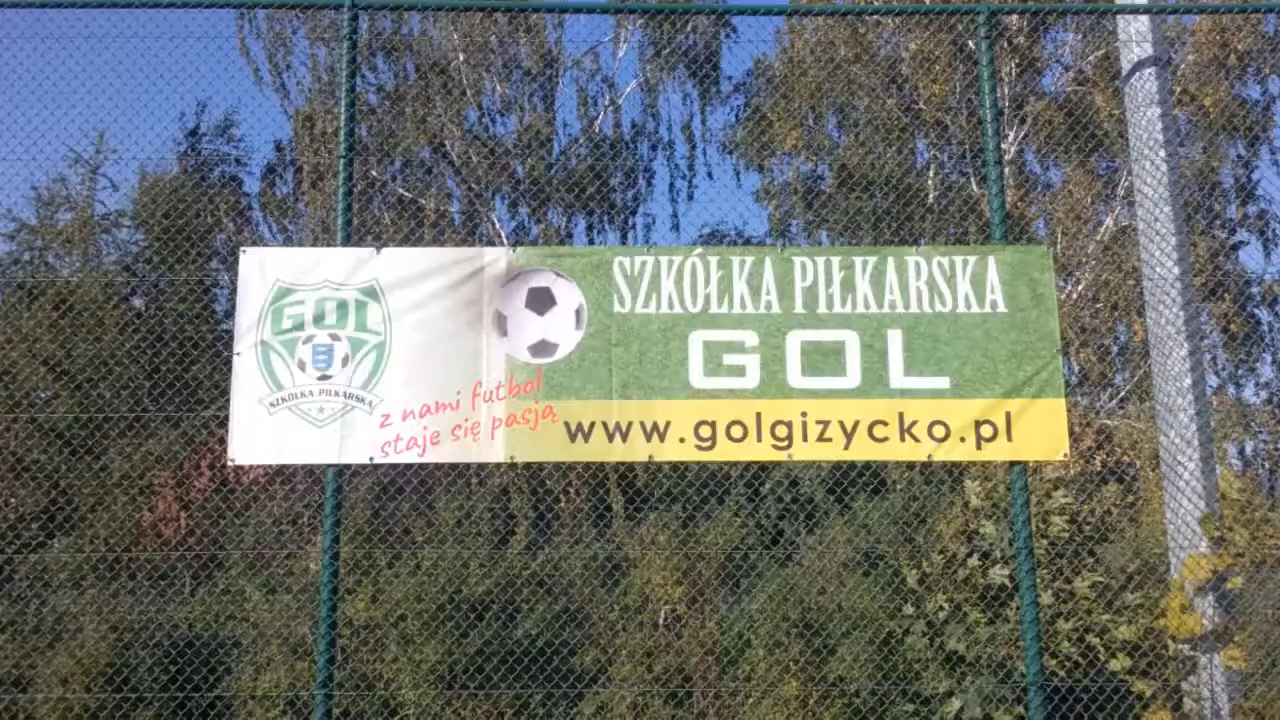 GOL
SZKÓŁKA PIŁKARSKA
z nami futbol
staje się pasją
SZKÓŁKA PIŁKARSKA
GOL
www.golgizycko.pl